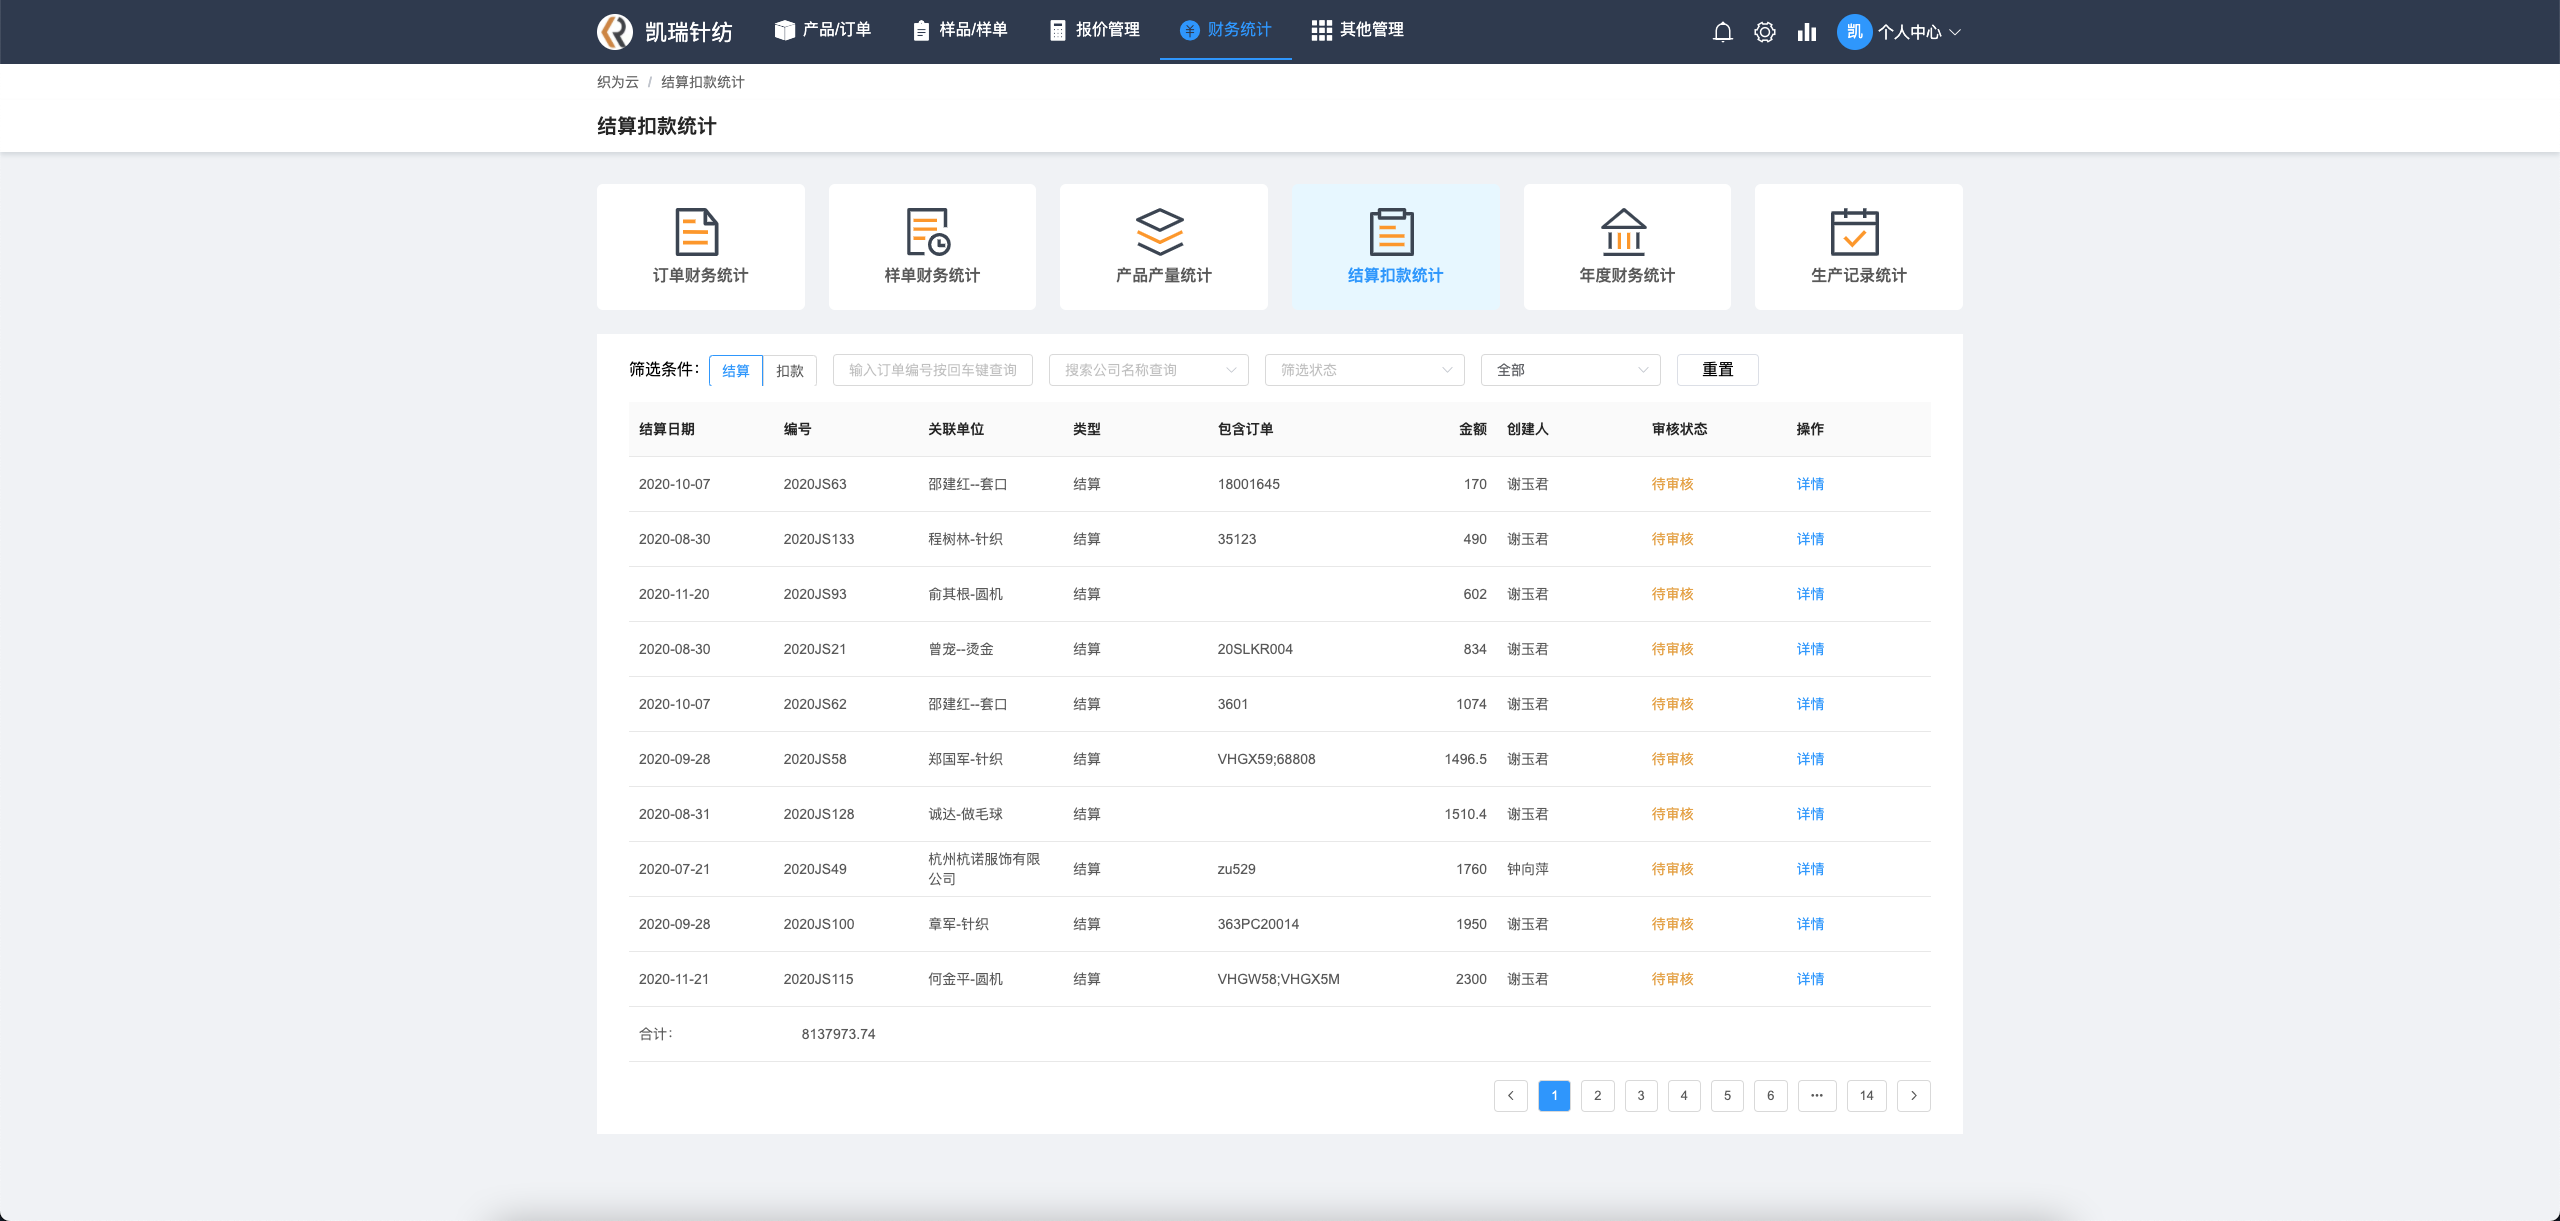 凯瑞针纺 产品/订单 样品/样单 报价管理 财务统计 其他管理 凯 个人中心
织为云 / 结算扣款统计
结算扣款统计
订单财务统计 样单财务统计 产品产量统计 结算扣款统计 年度财务统计 生产记录统计
筛选条件: 结算 扣款 输入订单编号按回车键查询 搜索公司名称查询 筛选状态 全部 重置
结算日期 编号 关联单位 类型 包含订单 金额 创建人 审核状态 操作
2020-10-07 2020JS63 邵建红--套口 结算 18001645 170 谢玉君 待审核 详情
2020-08-30 2020JS133 程树林-针织 结算 35123 490 谢玉君 待审核 详情
2020-11-20 2020JS93 俞其根-圆机 结算 602 谢玉君 待审核 详情
2020-08-30 2020JS21 曾宠--烫金 结算 20SLKR004 834 谢玉君 待审核 详情
2020-10-07 2020JS62 邵建红--套口 结算 3601 1074 谢玉君 待审核 详情
2020-09-28 2020JS58 郑国军-针织 结算 VHGX59;68808 1496.5 谢玉君 待审核 详情
2020-08-31 2020JS128 诚达-做毛球 结算 1510.4 谢玉君 待审核 详情
2020-07-21 2020JS49 杭州杭诺服饰有限
公司 结算 zu529 1760 钟向萍 待审核 详情
2020-09-28 2020JS100 章军-针织 结算 363PC20014 1950 谢玉君 待审核 详情
2020-11-21 2020JS115 何金平-圆机 结算 VHGW58;VHGX5M 2300 谢玉君 待审核 详情
合计: 8137973.74
1 2 3 4 5 6 ••• 14